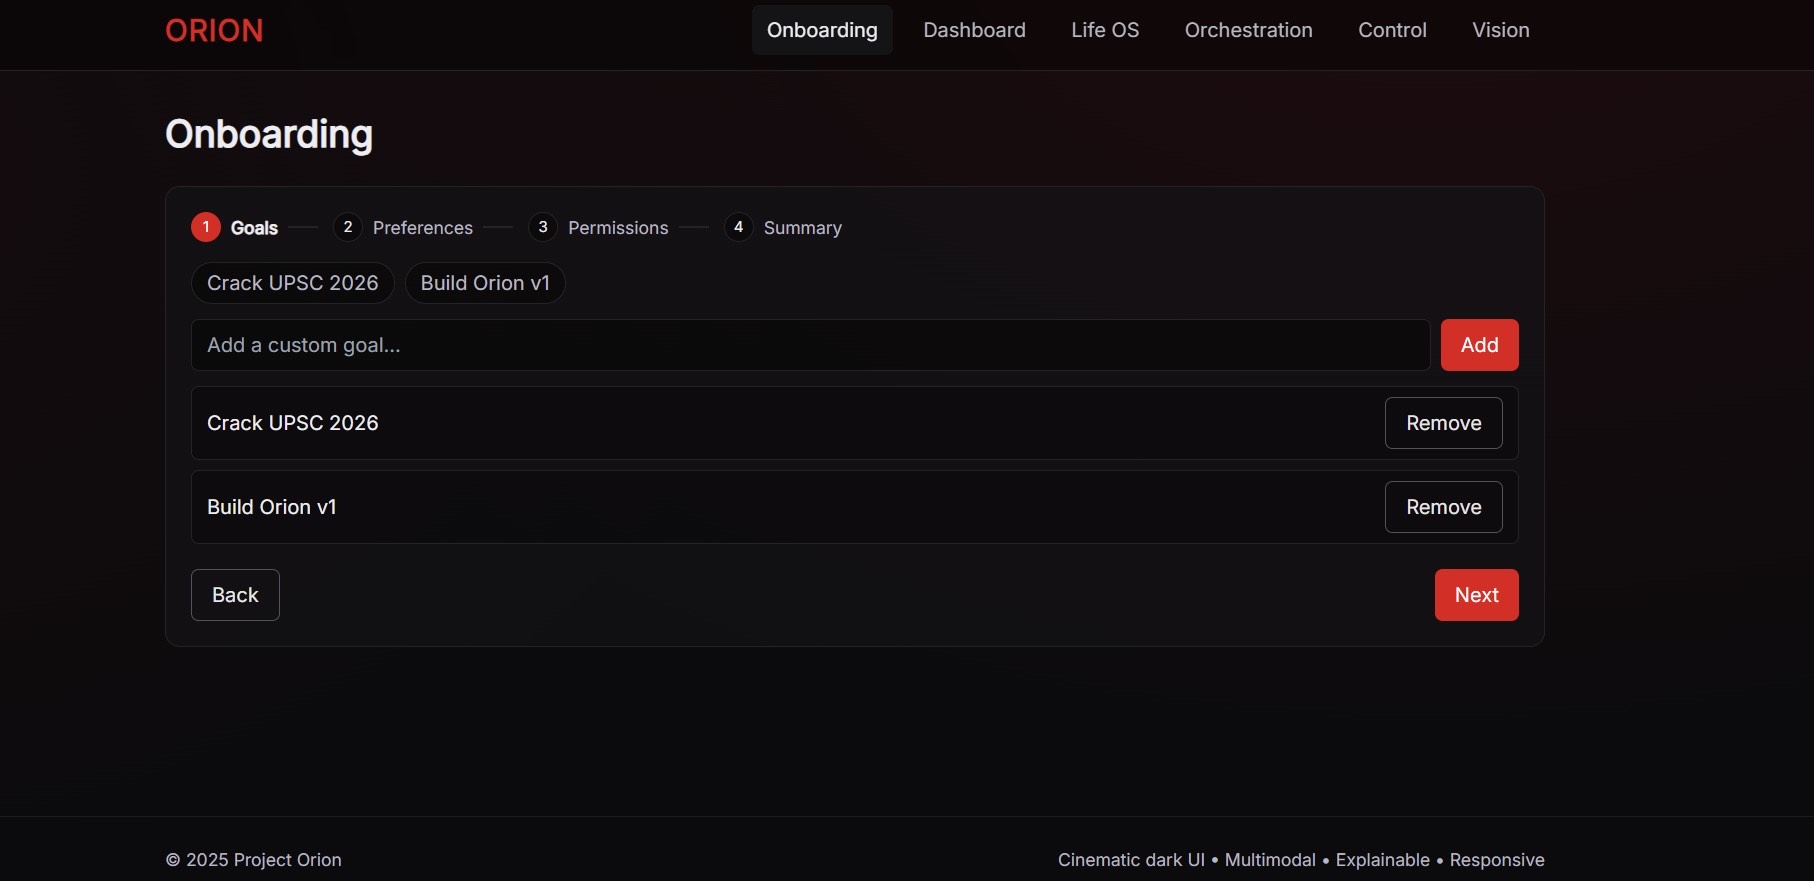 ORION Onboarding Dashboard Life OS Orchestration Control Vision
Onboarding
1 Goals 2 Preferences 3 Permissions 4 Summary
Crack UPSC 2026 Build Orion v1
Add a custom goal... Add
Crack UPSC 2026 Remove
Build Orion v1 Remove
Back Next
© 2025 Project Orion Cinematic dark UI • Multimodal • Explainable • Responsive